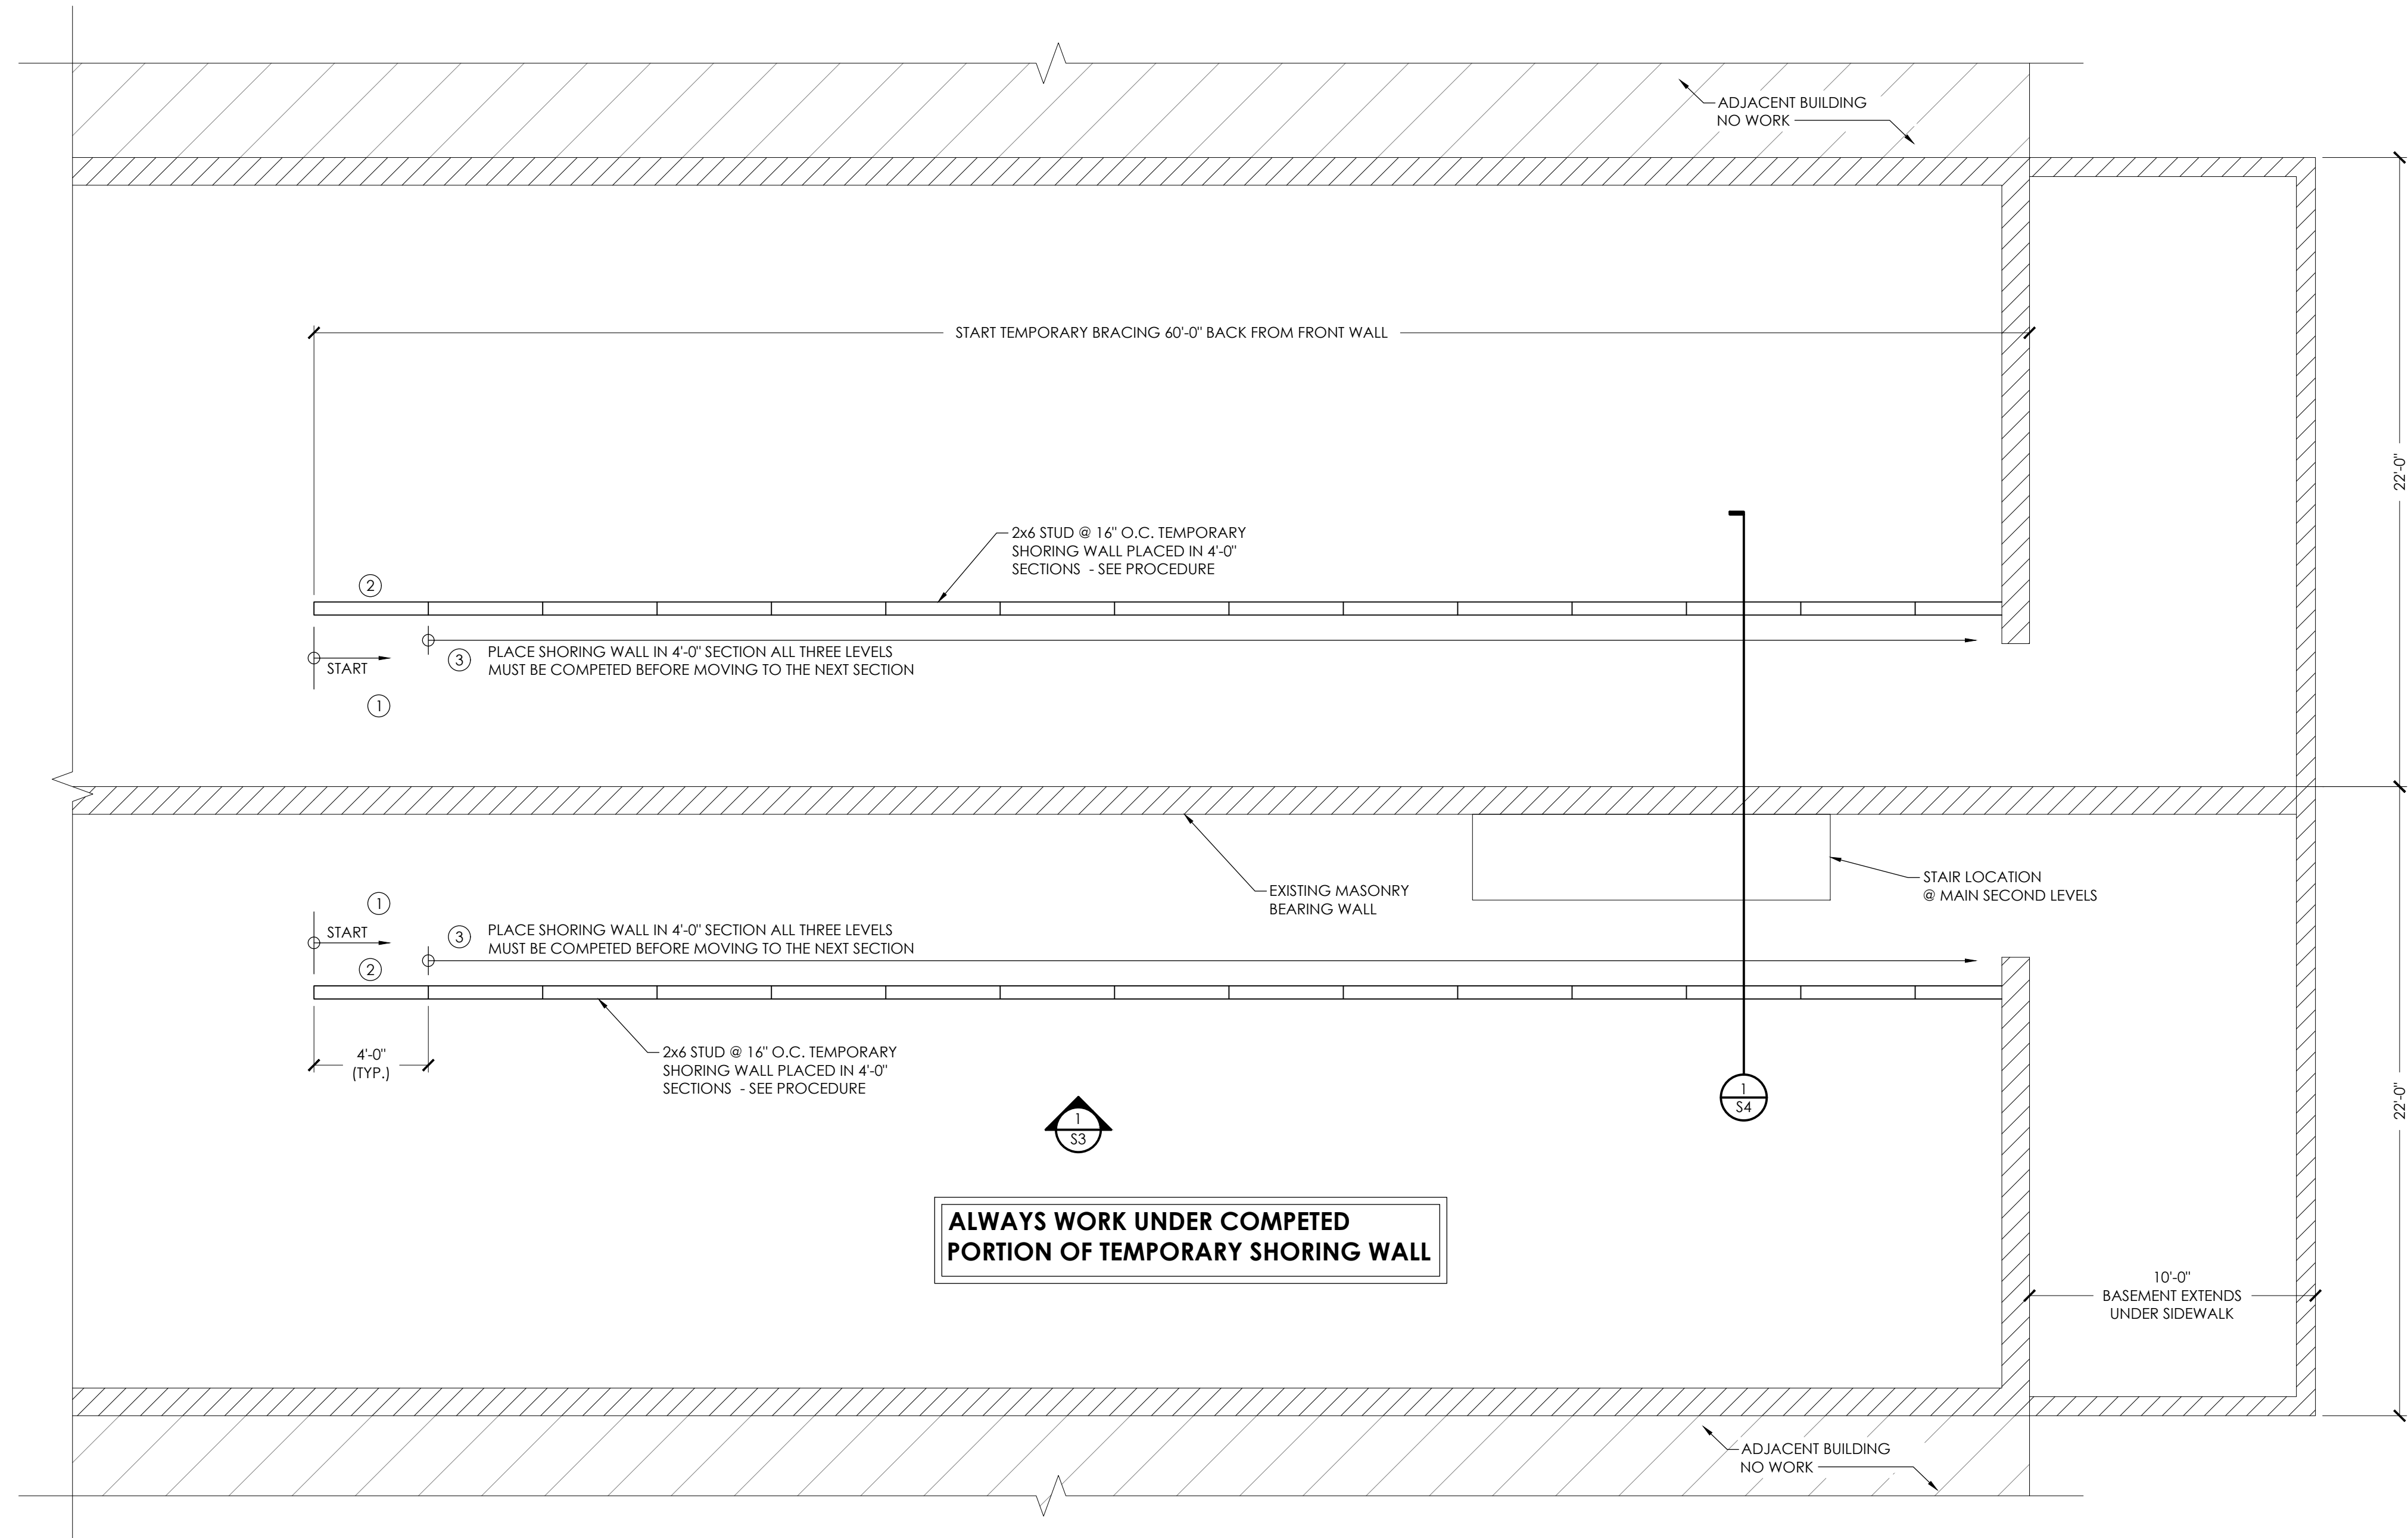 ADJACENT BUILDING
NO WORK
START TEMPORARY BRACING 60'-0" BACK FROM FRONT WALL
22'-0"
2x6 STUD @ 16" O.C. TEMPORARY
SHORING WALL PLACED IN 4'-0"
SECTIONS - SEE PROCEDURE
2
START
3
PLACE SHORING WALL IN 4'-0" SECTION ALL THREE LEVELS
MUST BE COMPETED BEFORE MOVING TO THE NEXT SECTION
1
EXISTING MASONRY
BEARING WALL
STAIR LOCATION
@ MAIN SECOND LEVELS
1
START
3
PLACE SHORING WALL IN 4'-0" SECTION ALL THREE LEVELS
MUST BE COMPETED BEFORE MOVING TO THE NEXT SECTION
2
4'-0"
(TYP.)
2x6 STUD @ 16" O.C. TEMPORARY
SHORING WALL PLACED IN 4'-0"
SECTIONS - SEE PROCEDURE
1
S3
1
S4
22'-0"
ALWAYS WORK UNDER COMPETED
PORTION OF TEMPORARY SHORING WALL
10'-0"
BASEMENT EXTENDS
UNDER SIDEWALK
ADJACENT BUILDING
NO WORK